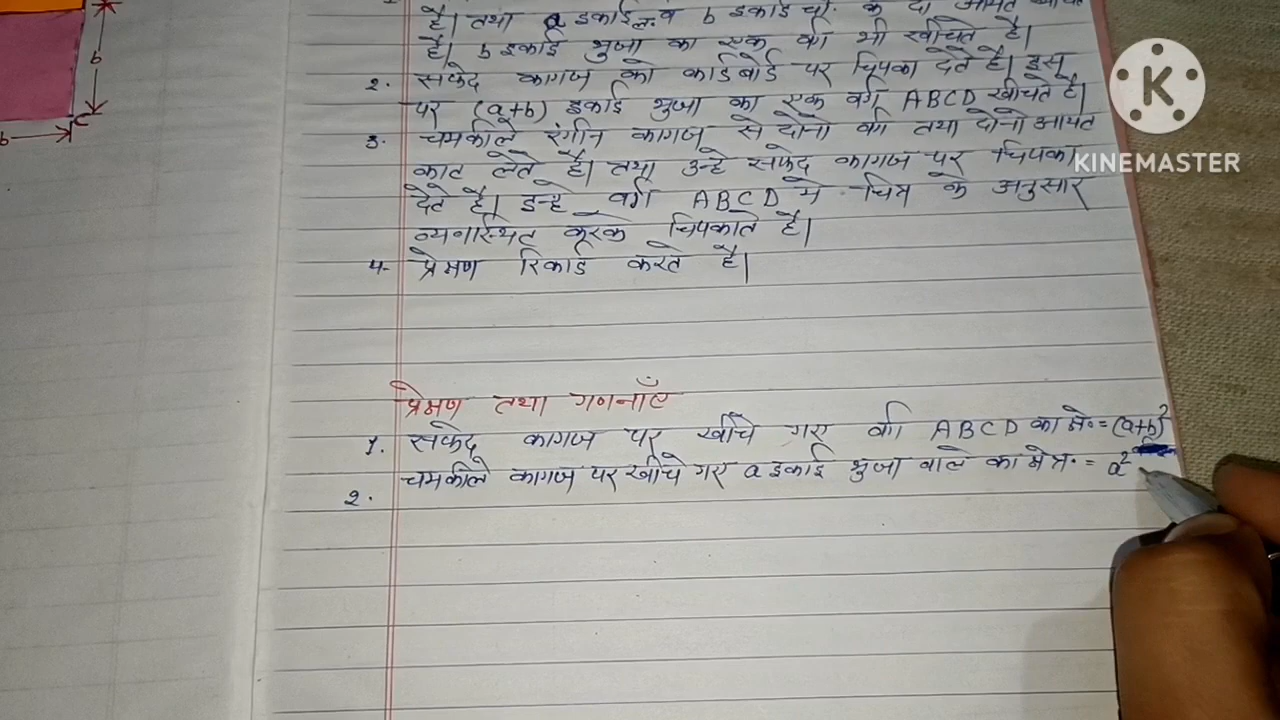 है। तथा a इकाई ल. व b इकाई चौ. के दो आयत
है। b इकाई भुजा का एक वर्ग भी खींचते है।
2. सफेद कागज को कार्डबोर्ड पर चिपका देते है। इस
पर (a+b) इकाई भुजा का एक वर्ग ABCD खींचते है।
3. चमकीले रंगीन कागज से दोनो वर्ग तथा दोनो आयत
काट लेते है। तथा उन्हे सफेद कागज पर चिपका
देते है। इन्हे वर्ग ABCD मे चित्र के अनुसार
व्यवस्थित करके चिपकाते है।
4- प्रेक्षण रिकार्ड करते है।
प्रेक्षण तथा गणनाएँ
1. सफेद कागज पर खींचे गए वर्ग ABCD का क्षे॰ = (a+b)²
चमकीले कागज पर खींचे गए a इकाई भुजा वाले का क्षेत्र॰ = a²
2.
b
b
C
K
KINEMASTER